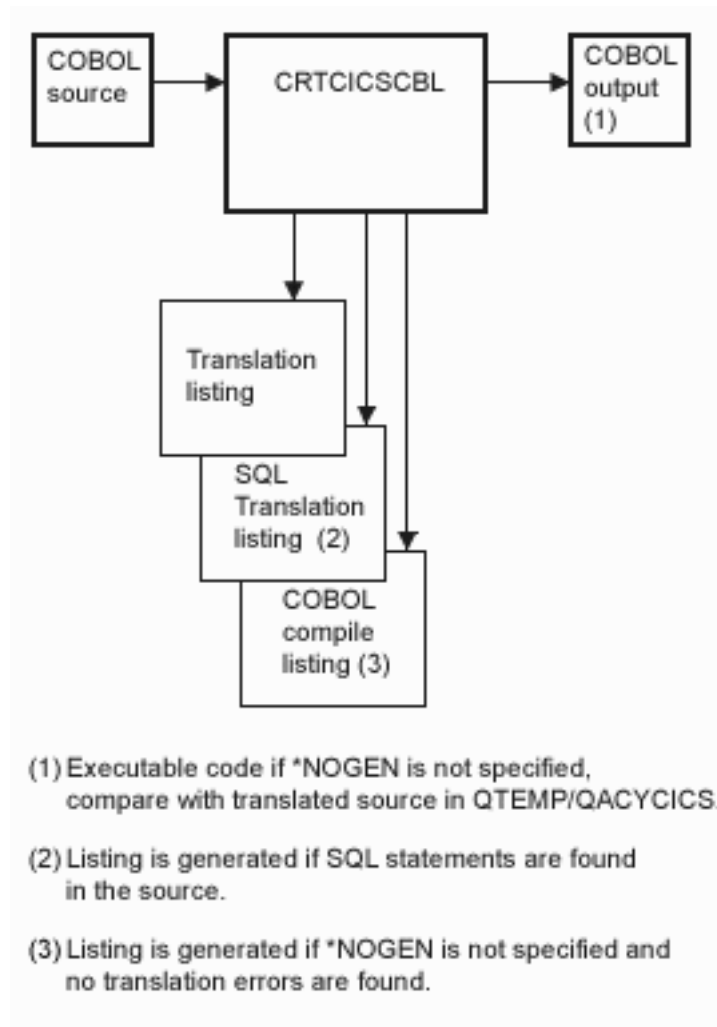 COBOL
source
CRTCICSCBL
COBOL
output
(1)
Translation
listing
SQL
Translation
listing (2)
COBOL
compile
listing (3)
(1) Executable code if *NOGEN is not specified,
compare with translated source in QTEMP/QACYCICS.
(2) Listing is generated if SQL statements are found
in the source.
(3) Listing is generated if *NOGEN is not specified and
no translation errors are found.